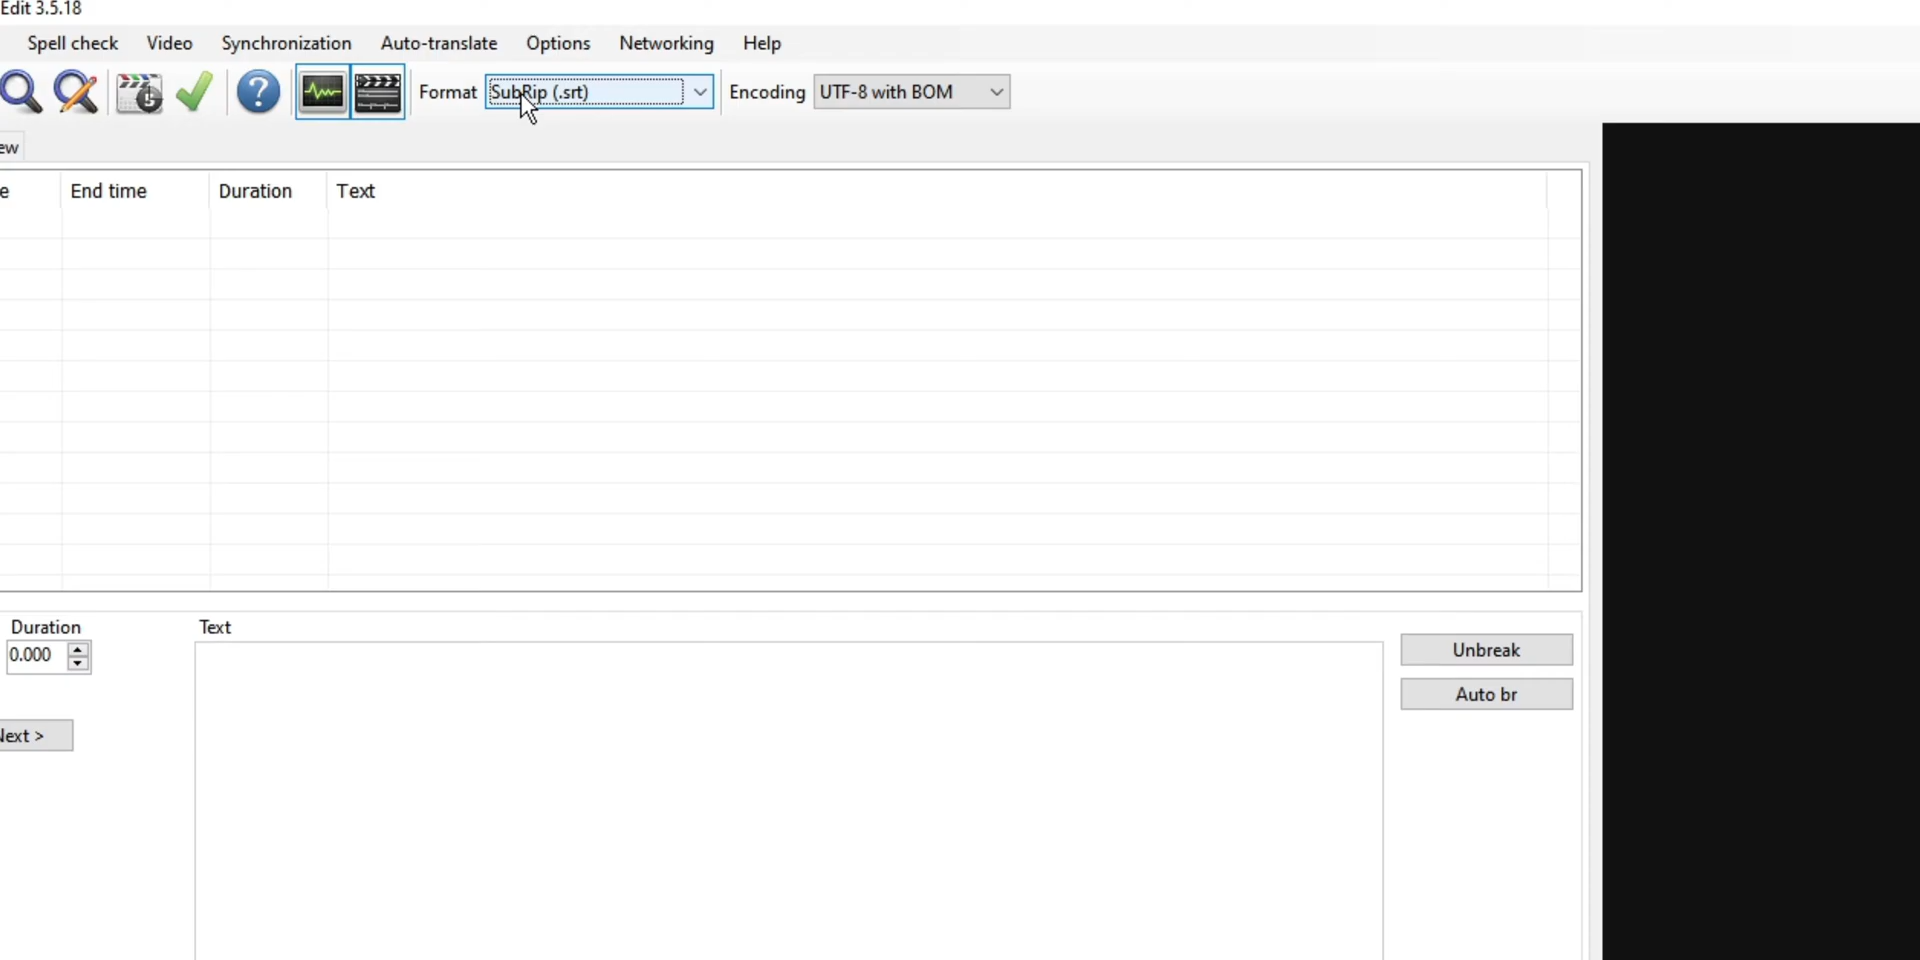 Edit 3.5.18
Spell check Video Synchronization Auto-translate Options Networking Help
Format SubRip (.srt) Encoding UTF-8 with BOM
ew
e End time Duration Text
Duration Text
0.000
Unbreak
Auto br
Next >